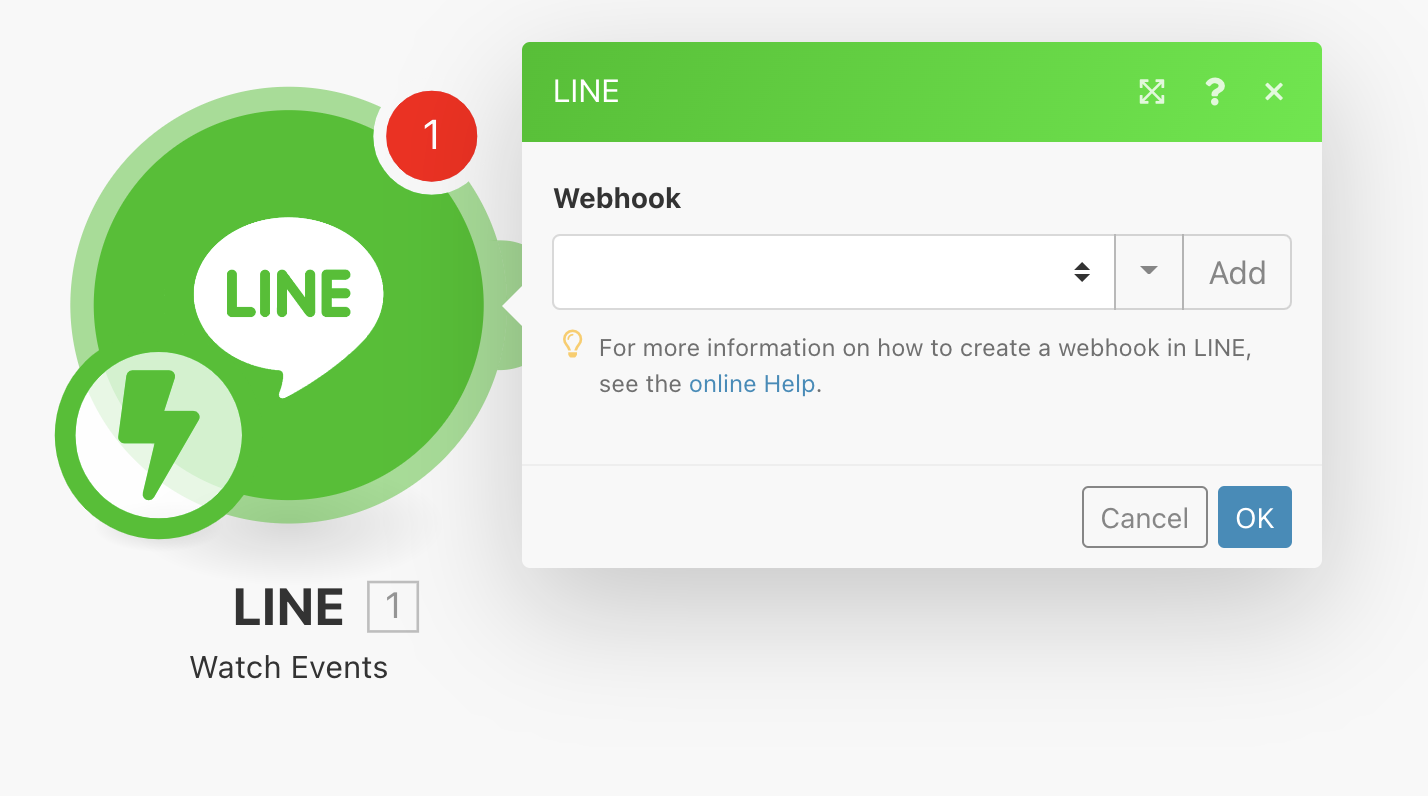 LINE
1
Webhook
LINE
Add
For more information on how to create a webhook in LINE,
see the online Help.
Cancel
OK
LINE 1
Watch Events